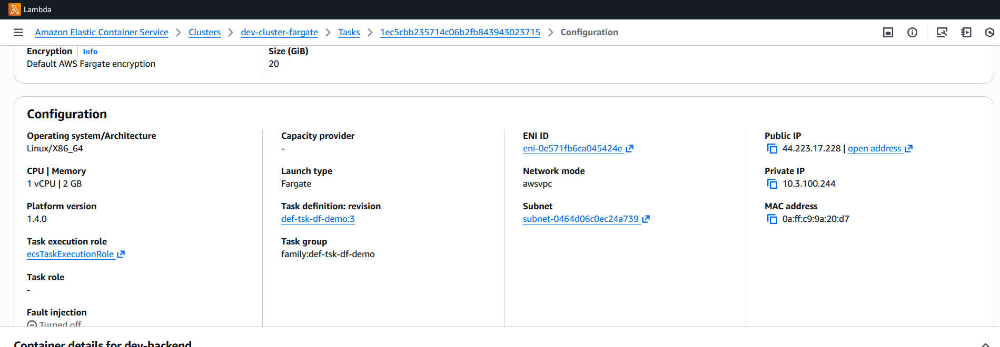 Lambda
Amazon Elastic Container Service > Clusters > dev-cluster-fargate > Tasks > 1ec5cbb235714c06b2fb843943023715 > Configuration
Encryption | Info
Default AWS Fargate encryption
Size (GiB)
20
Configuration
Operating system/Architecture
Linux/X86_64
CPU | Memory
1 vCPU | 2 GB
Platform version
1.4.0
Task execution role
ecsTaskExecutionRole
Task role
-
Fault injection
Turned off
Capacity provider
-
Launch type
Fargate
Task definition: revision
def-tsk-df-demo:3
Task group
family:def-tsk-df-demo
ENI ID
eni-0e571fb6ca045424e
Network mode
awsvpc
Subnet
subnet-0464d06c0ec24a739
Public IP
44.223.17.228 | open address
Private IP
10.3.100.244
MAC address
0a:ff:c9:9a:20:d7
Container details for dev-backend